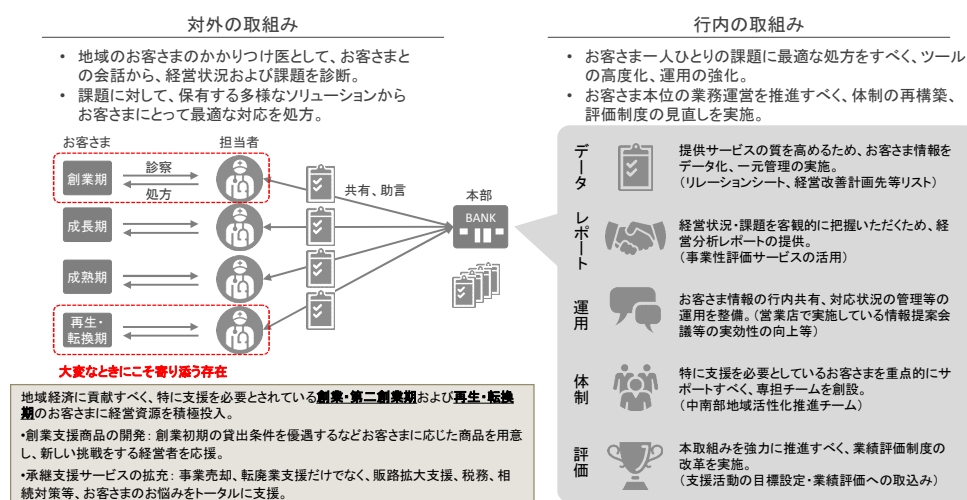 対外の取組み
• 地域のお客さまのかかりつけ医として、お客さまと
の会話から、経営状況および課題を診断。
• 課題に対して、保有する多様なソリューションから
お客さまにとって最適な対応を処方。
お客さま
担当者
創業期
診察
処方
共有、助言
本部
BANK
成長期
成熟期
再生・
転換期
大変なときにこそ寄り添う存在
地域経済に貢献すべく、特に支援を必要とされている創業・第二創業期および再生・転換
期のお客さまに経営資源を積極投入。
•創業支援商品の開発： 創業初期の貸出条件を優遇するなどお客さまに応じた商品を用意
し、新しい挑戦をする経営者を応援。
•承継支援サービスの拡充： 事業売却、転廃業支援だけでなく、販路拡大支援、税務、相
続対策等、お客さまのお悩みをトータルに支援。
行内の取組み
• お客さま一人ひとりの課題に最適な処方をすべく、ツール
の高度化、運用の強化。
• お客さま本位の業務運営を推進すべく、体制の再構築、
評価制度の見直しを実施。
データ
提供サービスの質を高めるため、お客さま情報を
データ化、一元管理の実施。
（リレーションシート、経営改善計画先等リスト）
レポート
経営状況・課題を客観的に把握いただくため、経
営分析レポートの提供。
（事業性評価サービスの活用）
運用
お客さま情報の行内共有、対応状況の管理等の
運用を整備。（営業店で実施している情報提案会
議等の実効性の向上等）
体制
特に支援を必要としているお客さまを重点的にサ
ポートすべく、専担チームを創設。
（中南部地域活性化推進チーム）
評価
本取組みを強力に推進すべく、業績評価制度の
改革を実施。
（支援活動の目標設定・業績評価への取込み）